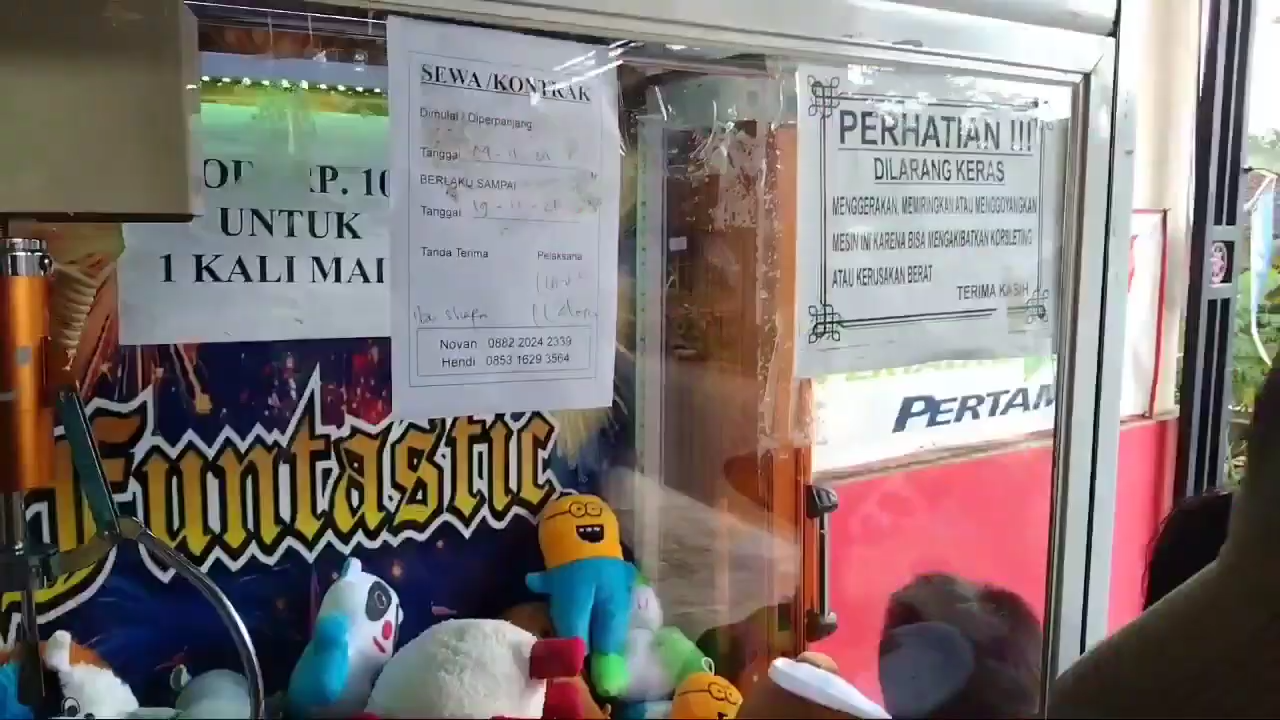 RP. 10
UNTUK
1 KALI MAI
SEWA /KONTRAK
Dimulai / Diperpanjang
Tanggal
BERLAKU SAMPAI
Tanggal
Tanda Terima Pelaksana
Novan 0882 2024 2339
Hendi 0853 1629 3564
PERHATIAN !!!
DILARANG KERAS
MENGGERAKAN, MEMIRINGKAN ATAU MENGGOYANGKAN
MESIN INI KARENA BISA MENGAKIBATKAN KORSLETING
ATAU KERUSAKAN BERAT
TERIMA KASIH
PERTAM
Funtastic